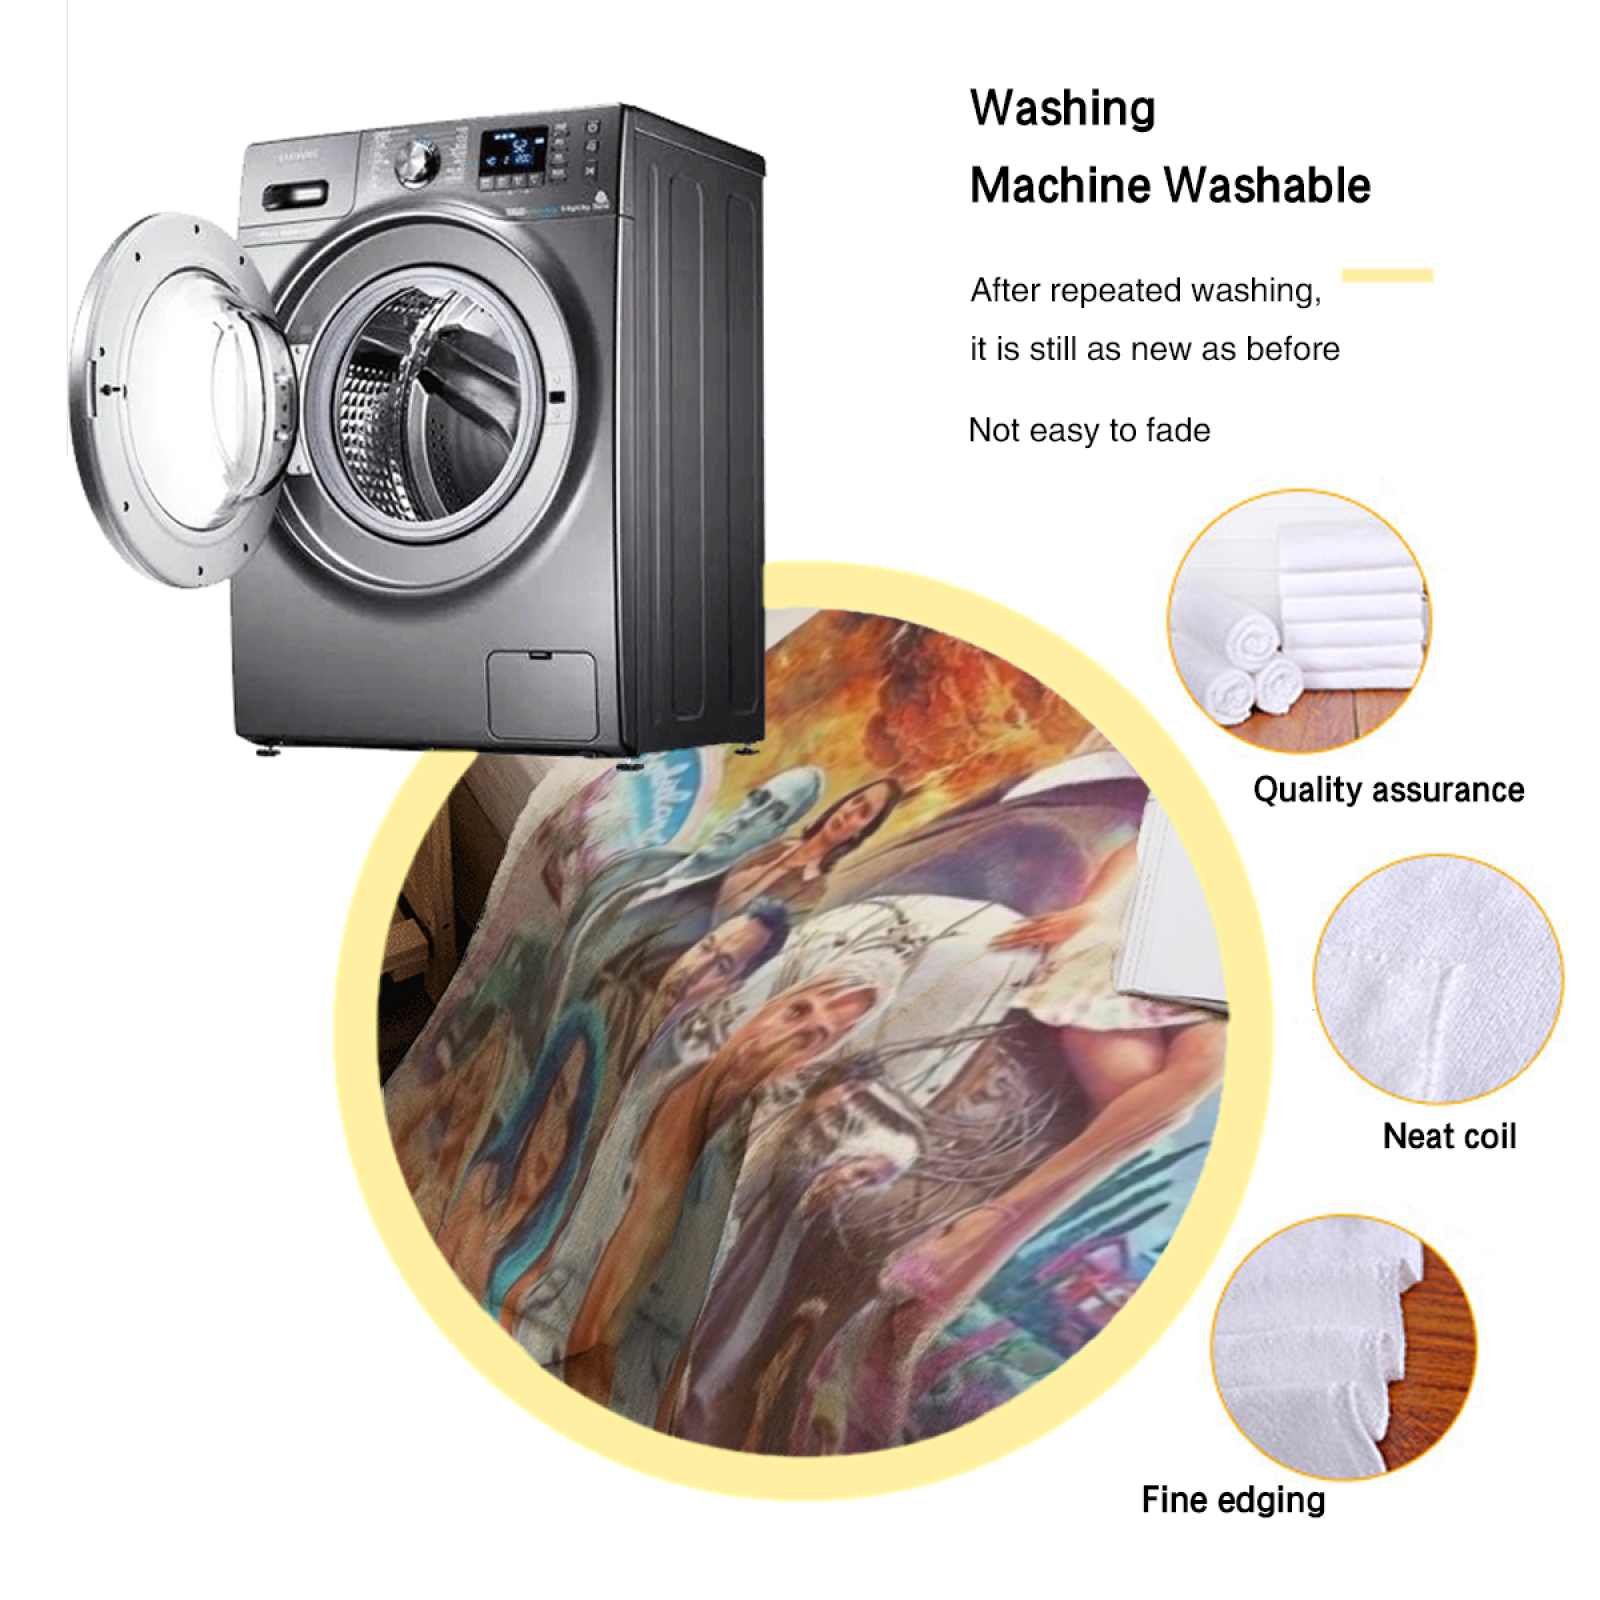 Washing
Machine Washable
After repeated washing,
it is still as new as before
Not easy to fade
Quality assurance
Neat coil
Fine edging